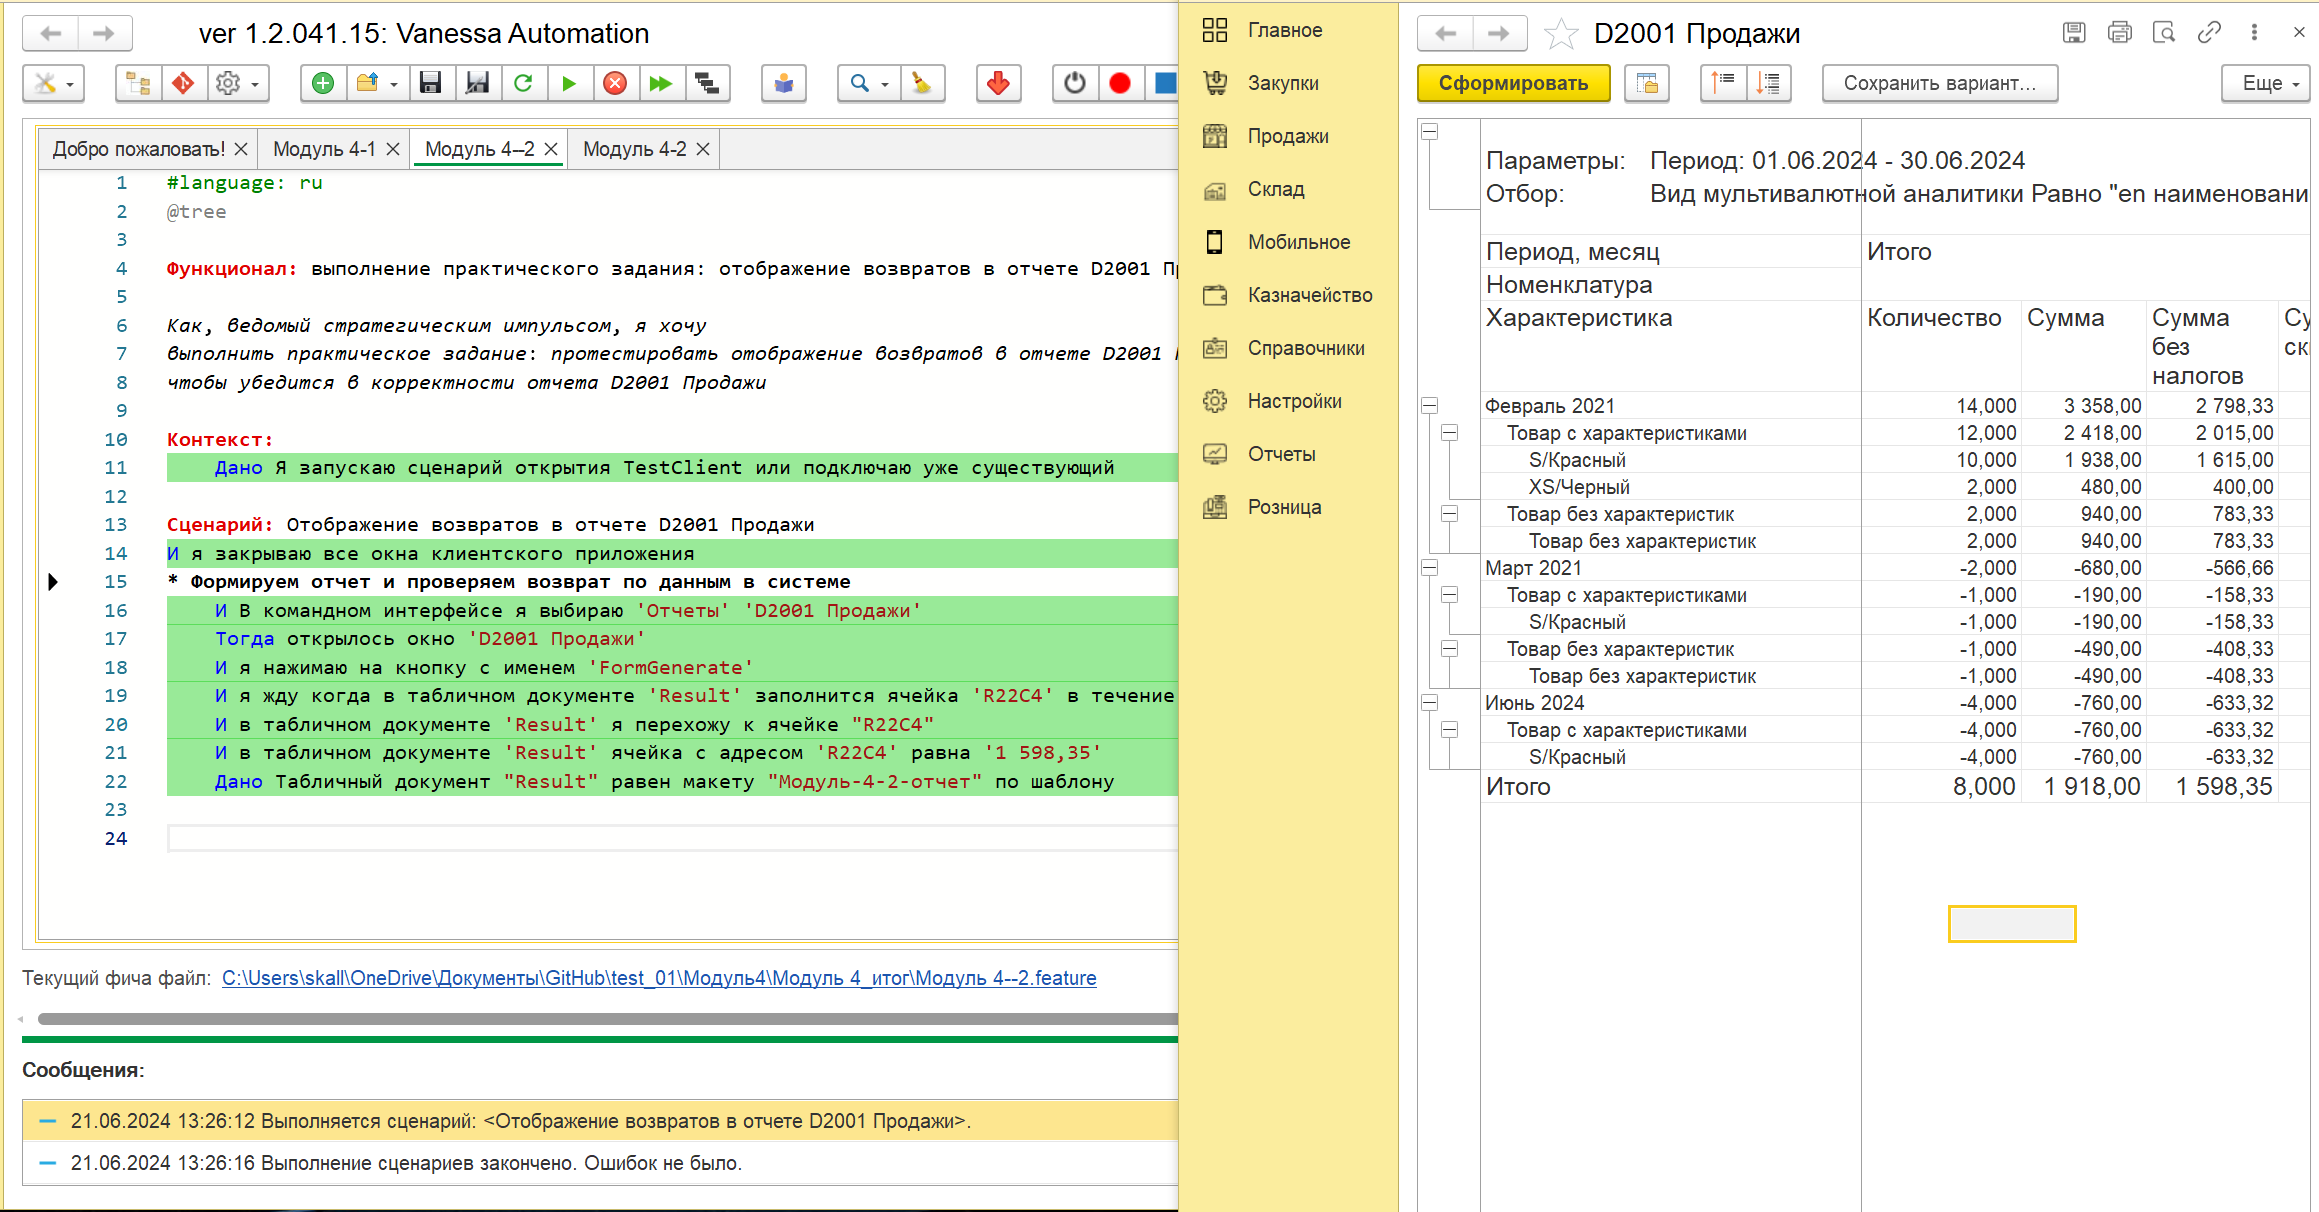 ver 1.2.041.15: Vanessa Automation
Добро пожаловать!
Модуль 4-1
Модуль 4--2
Модуль 4-2
1 #language: ru
2 @tree
3
4 Функционал: выполнение практического задания: отображение возвратов в отчете D2001 П
5
6 Как, ведомый стратегическим импульсом, я хочу
7 выполнить практическое задание: протестировать отображение возвратов в отчете D2001
8 чтобы убедится в корректности отчета D2001 Продажи
9
10 Контекст:
11 Дано Я запускаю сценарий открытия TestClient или подключаю уже существующий
12
13 Сценарий: Отображение возвратов в отчете D2001 Продажи
14 И я закрываю все окна клиентского приложения
15 * Формируем отчет и проверяем возврат по данным в системе
16 И В командном интерфейсе я выбираю 'Отчеты' 'D2001 Продажи'
17 Тогда открылось окно 'D2001 Продажи'
18 И я нажимаю на кнопку с именем 'FormGenerate'
19 И я жду когда в табличном документе 'Result' заполнится ячейка 'R22C4' в течение
20 И в табличном документе 'Result' я перехожу к ячейке "R22C4"
21 И в табличном документе 'Result' ячейка с адресом 'R22C4' равна '1 598,35'
22 Дано Табличный документ "Result" равен макету "Модуль-4-2-отчет" по шаблону
23
24
Текущий фича файл: C:\Users\skall\OneDrive\Документы\GitHub\test_01\Модуль4\Модуль 4_итог\Модуль 4--2.feature
Сообщения:
21.06.2024 13:26:12 Выполняется сценарий: <Отображение возвратов в отчете D2001 Продажи>.
21.06.2024 13:26:16 Выполнение сценариев закончено. Ошибок не было.
Главное
Закупки
Продажи
Склад
Мобильное
Казначейство
Справочники
Настройки
Отчеты
Розница
D2001 Продажи
Сформировать
Сохранить вариант...
Еще
Параметры: Период: 01.06.2024 - 30.06.2024
Отбор: Вид мультивалютной аналитики Равно "en наименовани
Период, месяц Итого
Номенклатура
Характеристика Количество Сумма Сумма без налогов Су ск
Февраль 2021 14,000 3 358,00 2 798,33
Товар с характеристиками 12,000 2 418,00 2 015,00
S/Красный 10,000 1 938,00 1 615,00
XS/Черный 2,000 480,00 400,00
Товар без характеристик 2,000 940,00 783,33
Товар без характеристик 2,000 940,00 783,33
Март 2021 -2,000 -680,00 -566,66
Товар с характеристиками -1,000 -190,00 -158,33
S/Красный -1,000 -190,00 -158,33
Товар без характеристик -1,000 -490,00 -408,33
Товар без характеристик -1,000 -490,00 -408,33
Июнь 2024 -4,000 -760,00 -633,32
Товар с характеристиками -4,000 -760,00 -633,32
S/Красный -4,000 -760,00 -633,32
Итого 8,000 1 918,00 1 598,35